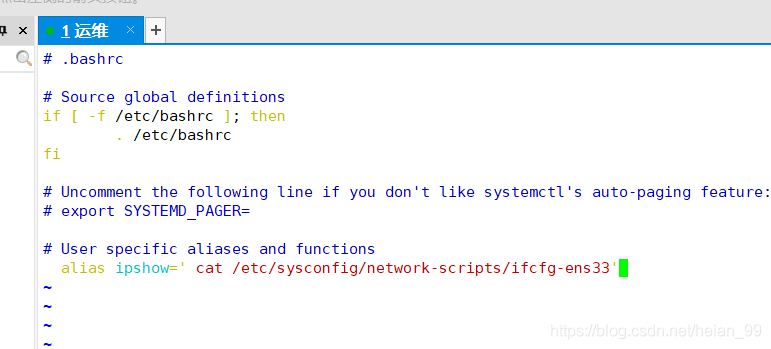 1 运维
# .bashrc
# Source global definitions
if [ -f /etc/bashrc ]; then
        . /etc/bashrc
fi
# Uncomment the following line if you don't like systemctl's auto-paging feature:
# export SYSTEMD_PAGER=
# User specific aliases and functions
  alias ipshow=' cat /etc/sysconfig/network-scripts/ifcfg-ens33'
~
~
~
~
https://blog.csdn.net/heian_99